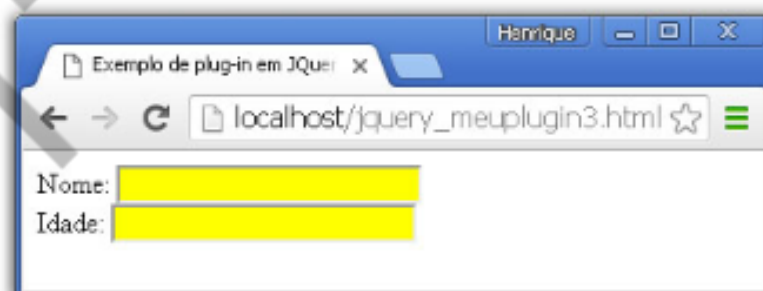 Henrique
Exemplo de plug-in em JQuer
localhost/jquery_meuplugin3.html
Nome:
Idade: